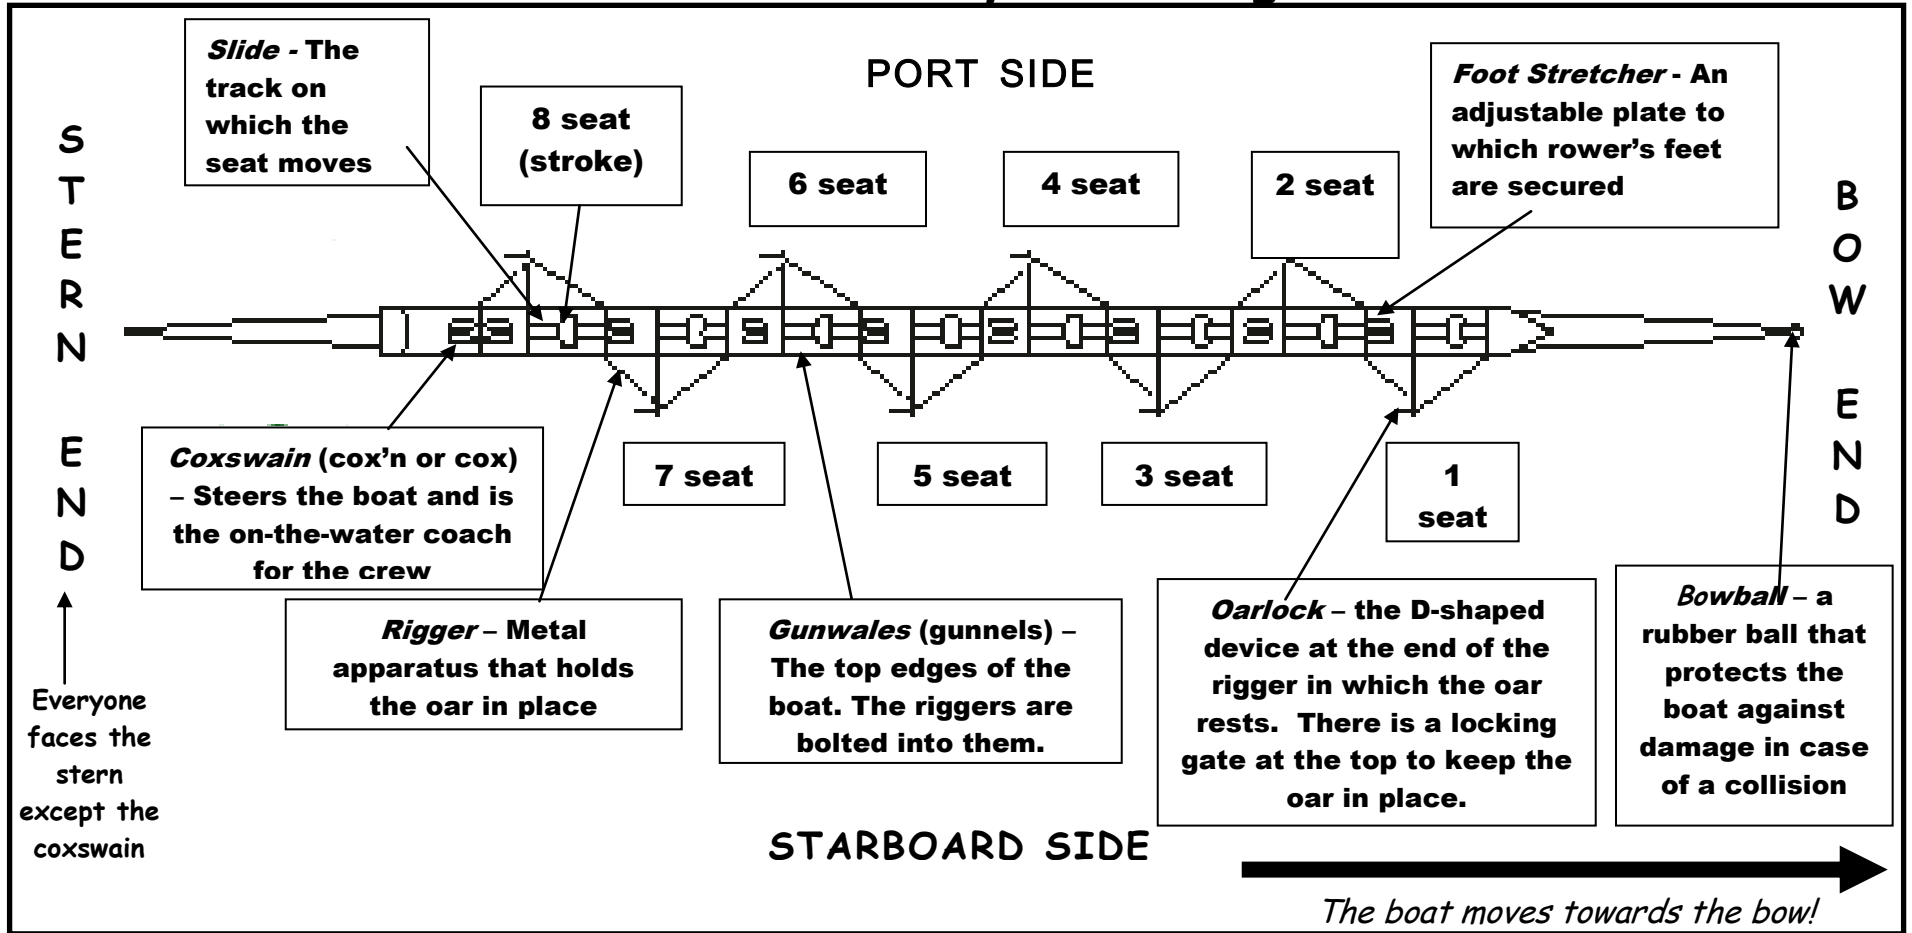 PORT SIDE
Slide - The
track on
which the
seat moves
8 seat
(stroke)
6 seat
4 seat
2 seat
Foot Stretcher - An
adjustable plate to
which rower's feet
are secured
STERN END
BOW END
Coxswain (cox'n or cox)
– Steers the boat and is
the on-the-water coach
for the crew
7 seat
5 seat
3 seat
1
seat
Everyone
faces the
stern
except the
coxswain
Rigger – Metal
apparatus that holds
the oar in place
Gunwales (gunnels) –
The top edges of the
boat. The riggers are
bolted into them.
Oarlock – the D-shaped
device at the end of the
rigger in which the oar
rests. There is a locking
gate at the top to keep the
oar in place.
Bowball – a
rubber ball that
protects the
boat against
damage in case
of a collision
STARBOARD SIDE
The boat moves towards the bow!